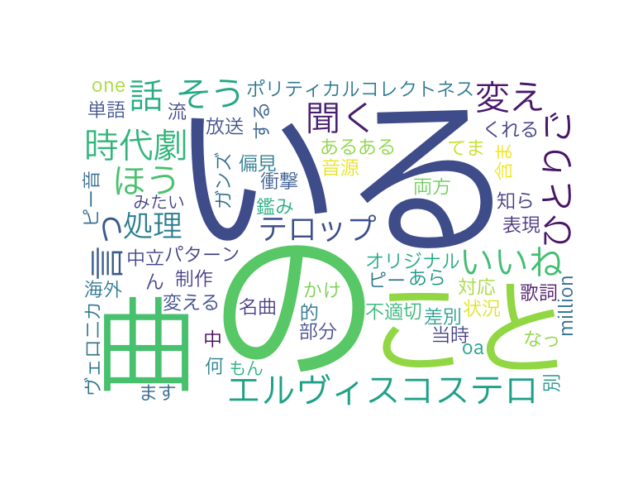 one
ポリティカルコレクトネス
話
そう
変え
単語
流
放送
する
聞く
くれる
ごりてつ
時代劇
いる
あるある
てま
含ま
ガンズ
偏見
音源
ピー音
ほう
衝撃
両方
みたい
鑑み
知ら
っ
処理
テロップ
表現
言
中立
パターン
の
オリジナル
いいね
ん
制作
こと
ピー
あら
対応
海外
変える
名曲
かけ
歌詞
million
ヴェロニカ
曲
的
不適切
差別
状況
部分
当時
中
なっ
何
もん
oa
ます
エルヴィスコステロ
別